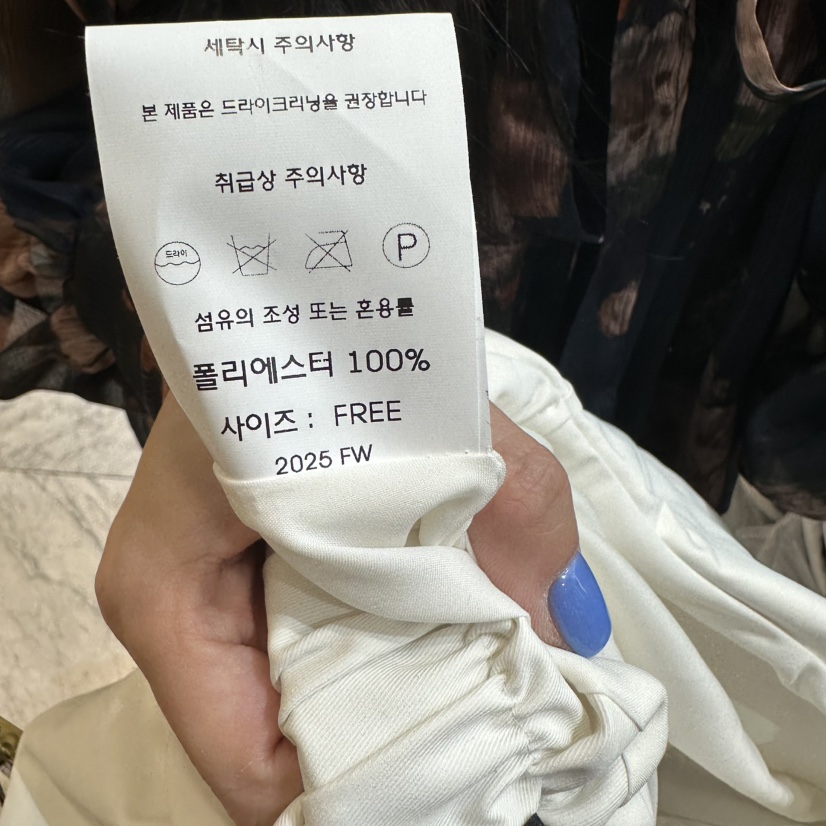 세탁시 주의사항
본 제품은 드라이크리닝을 권장합니다
취급상 주의사항
드라이 P
섬유의 조성 또는 혼용률
폴리에스터 100%
사이즈 : FREE
2025 FW